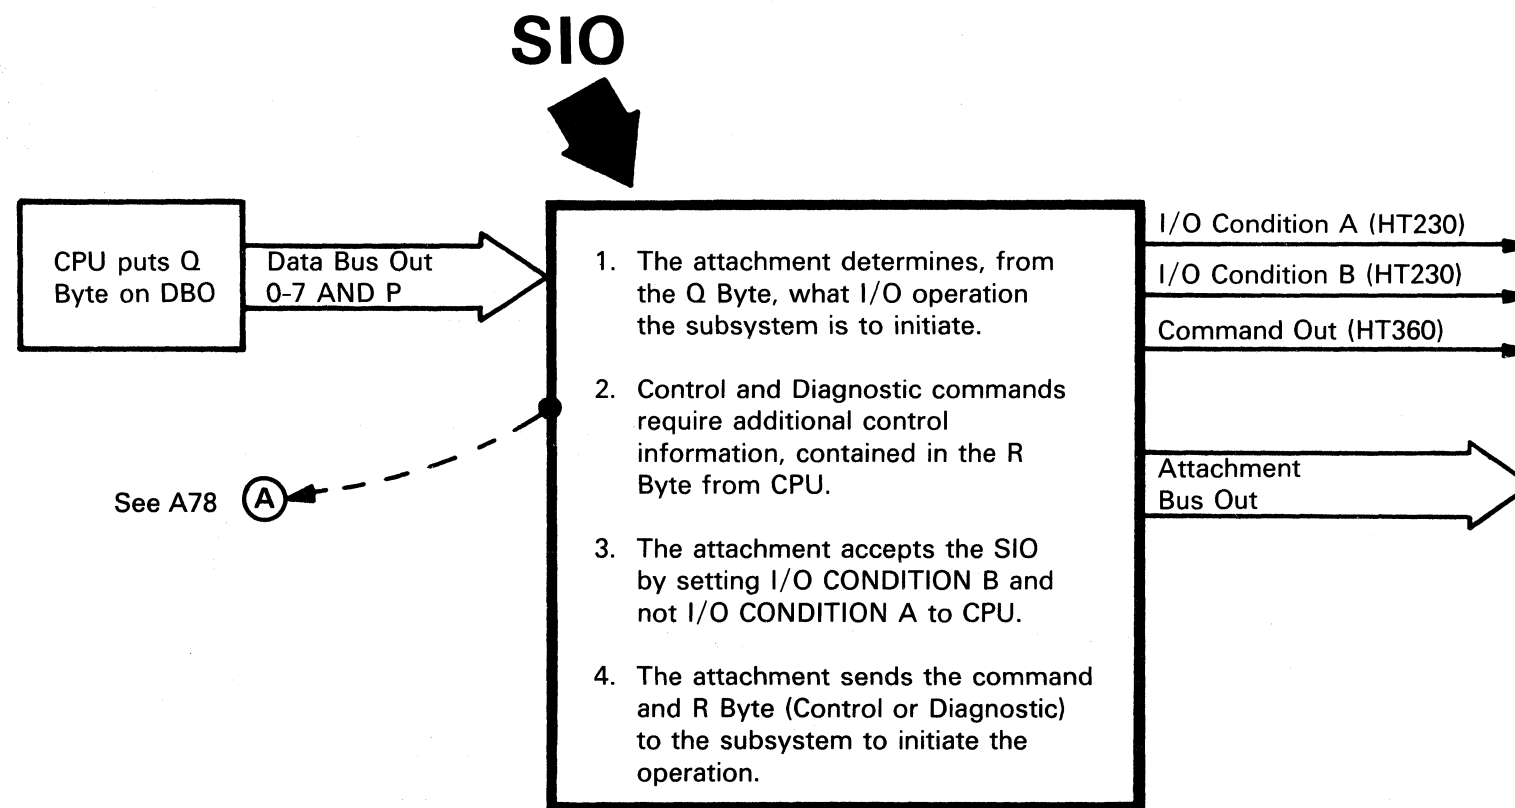 SIO
CPU puts Q
Byte on DBO
Data Bus Out
0-7 AND P
See A78
A
1. The attachment determines, from
the Q Byte, what I/O operation
the subsystem is to initiate.
2. Control and Diagnostic commands
require additional control
information, contained in the R
Byte from CPU.
3. The attachment accepts the SIO
by setting I/O CONDITION B and
not I/O CONDITION A to CPU.
4. The attachment sends the command
and R Byte (Control or Diagnostic)
to the subsystem to initiate the
operation.
I/O Condition A (HT230)
I/O Condition B (HT230)
Command Out (HT360)
Attachment
Bus Out